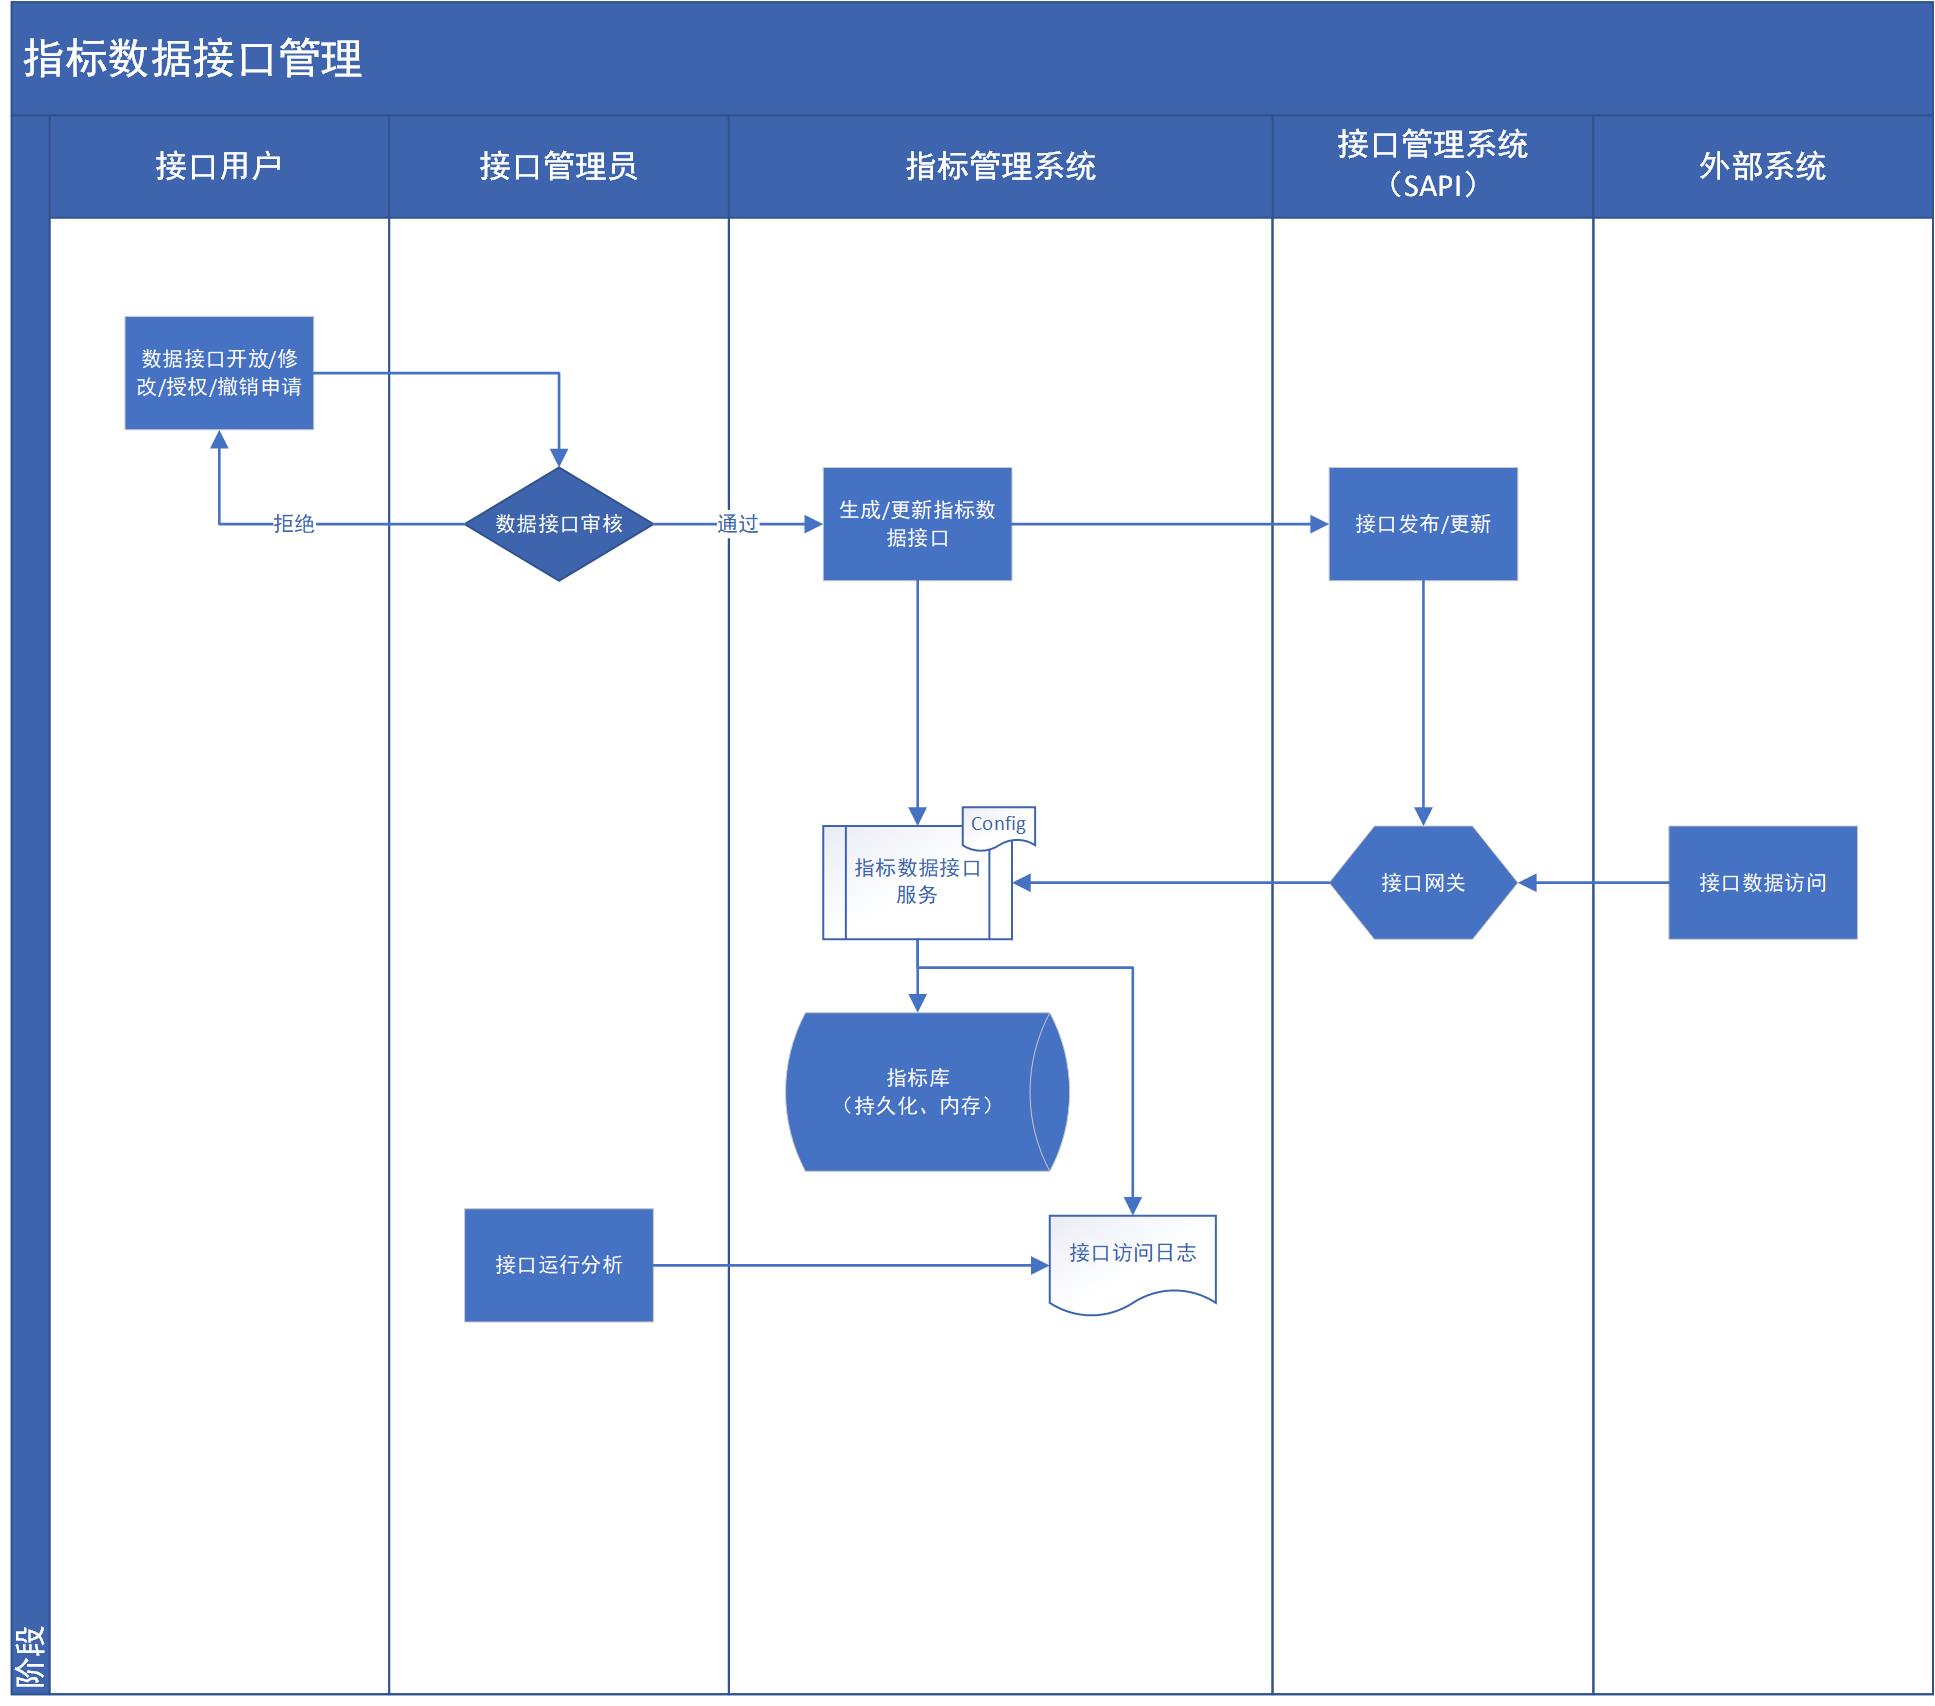 指标数据接口管理
接口用户
接口管理员
指标管理系统
接口管理系统
（SAPI）
外部系统
数据接口开放/修
改/授权/撤销申请
拒绝
数据接口审核
通过
生成/更新指标数
据接口
接口发布/更新
Config
指标数据接口
服务
接口网关
接口数据访问
指标库
（持久化、内存）
接口运行分析
接口访问日志
阶段